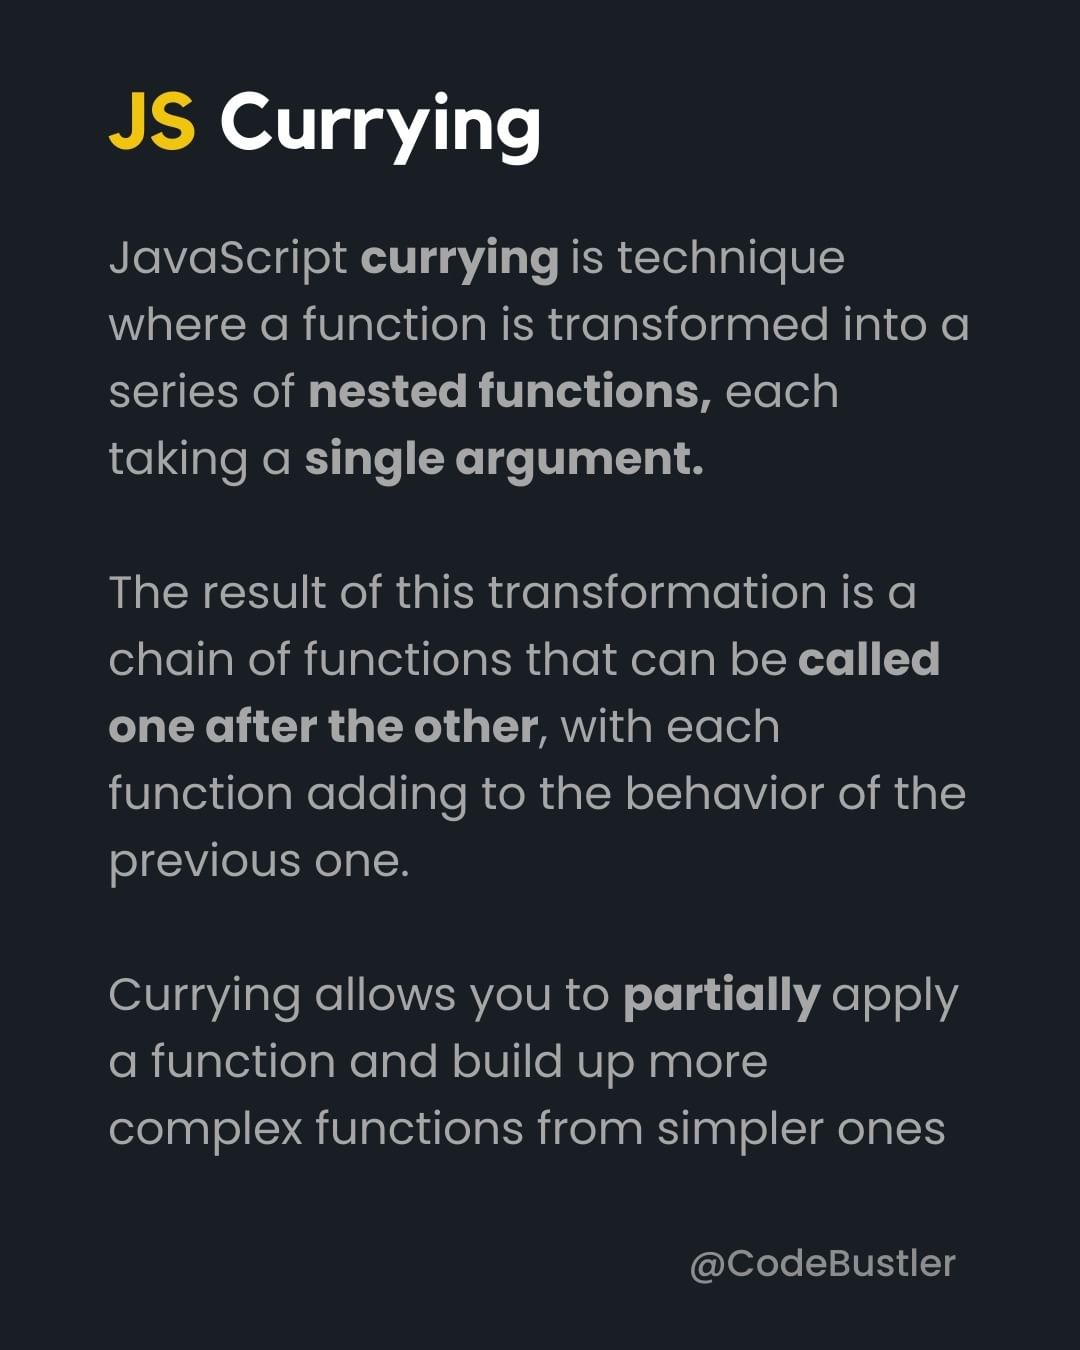 JS Currying
JavaScript currying is technique
where a function is transformed into a
series of nested functions, each
taking a single argument.
The result of this transformation is a
chain of functions that can be called
one after the other, with each
function adding to the behavior of the
previous one.
Currying allows you to partially apply
a function and build up more
complex functions from simpler ones
@CodeBustler